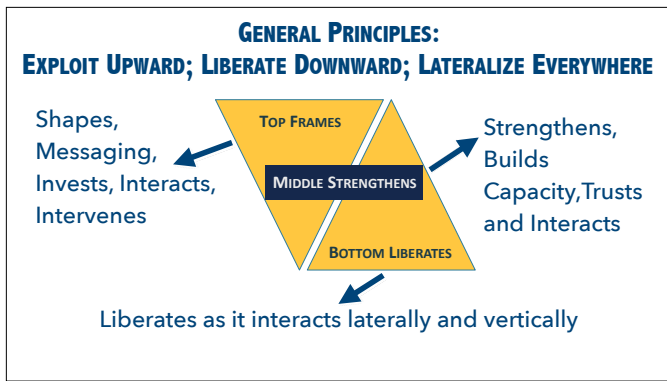 GENERAL PRINCIPLES:
EXPLOIT UPWARD; LIBERATE DOWNWARD; LATERALIZE EVERYWHERE
Shapes,
Messaging,
Invests, Interacts,
Intervenes
TOP FRAMES
MIDDLE STRENGTHENS
BOTTOM LIBERATES
Strengthens,
Builds
Capacity,Trusts
and Interacts
Liberates as it interacts laterally and vertically